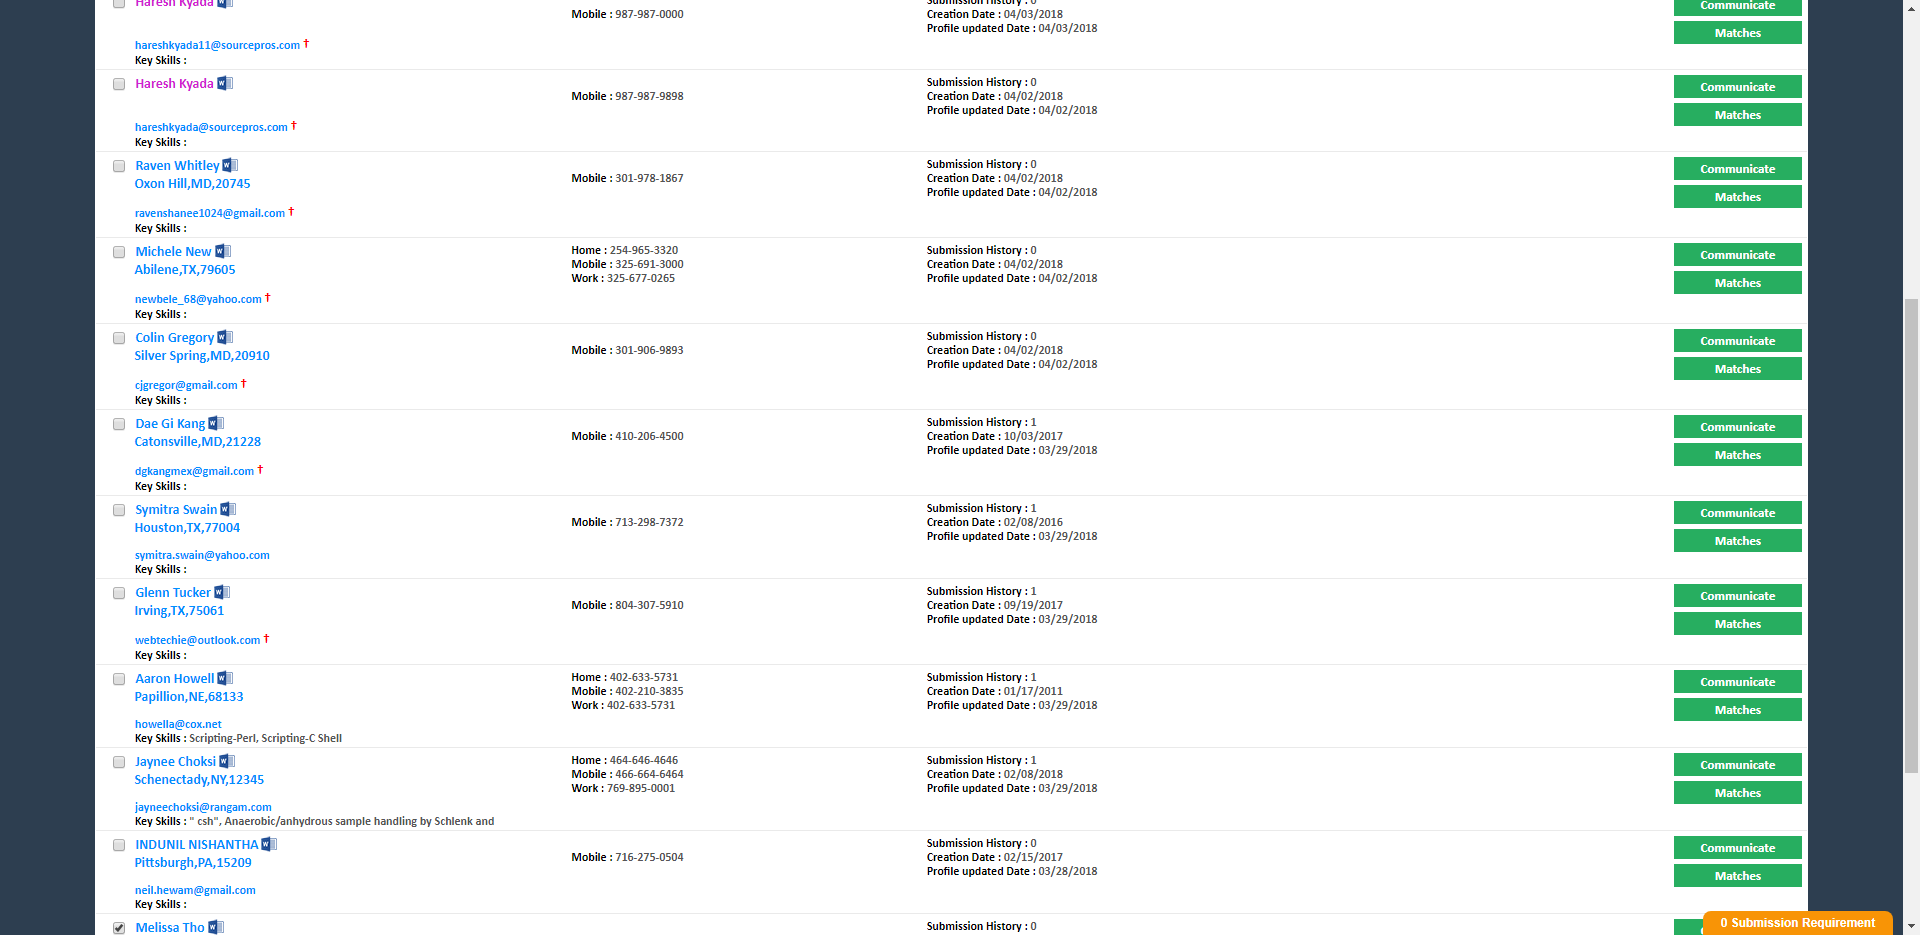 Haresh Kyada
Submission History : 0
Communicate
Mobile : 987-987-0000
Creation Date : 04/03/2018
Profile updated Date : 04/03/2018
Matches
hareshkyada11@sourcepros.com †
Key Skills :
Haresh Kyada
Submission History : 0
Communicate
Mobile : 987-987-9898
Creation Date : 04/02/2018
Profile updated Date : 04/02/2018
Matches
hareshkyada@sourcepros.com †
Key Skills :
Raven Whitley
Submission History : 0
Communicate
Oxon Hill,MD,20745
Mobile : 301-978-1867
Creation Date : 04/02/2018
Profile updated Date : 04/02/2018
Matches
ravenshanee1024@gmail.com †
Key Skills :
Michele New
Home : 254-965-3320
Submission History : 0
Communicate
Abilene,TX,79605
Mobile : 325-691-3000
Creation Date : 04/02/2018
Work : 325-677-0265
Profile updated Date : 04/02/2018
Matches
newbele_68@yahoo.com †
Key Skills :
Colin Gregory
Submission History : 0
Communicate
Silver Spring,MD,20910
Mobile : 301-906-9893
Creation Date : 04/02/2018
Profile updated Date : 04/02/2018
Matches
cjgregor@gmail.com †
Key Skills :
Dae Gi Kang
Submission History : 1
Communicate
Catonsville,MD,21228
Mobile : 410-206-4500
Creation Date : 10/03/2017
Profile updated Date : 03/29/2018
Matches
dgkangmex@gmail.com †
Key Skills :
Symitra Swain
Submission History : 1
Communicate
Houston,TX,77004
Mobile : 713-298-7372
Creation Date : 02/08/2016
Profile updated Date : 03/29/2018
Matches
symitra.swain@yahoo.com
Key Skills :
Glenn Tucker
Submission History : 1
Communicate
Irving,TX,75061
Mobile : 804-307-5910
Creation Date : 09/19/2017
Profile updated Date : 03/29/2018
Matches
webtechie@outlook.com †
Key Skills :
Aaron Howell
Home : 402-633-5731
Submission History : 1
Communicate
Papillion,NE,68133
Mobile : 402-210-3835
Creation Date : 01/17/2011
Work : 402-633-5731
Profile updated Date : 03/29/2018
Matches
howella@cox.net
Key Skills : Scripting-Perl, Scripting-C Shell
Jaynee Choksi
Home : 464-646-4646
Submission History : 1
Communicate
Schenectady,NY,12345
Mobile : 466-664-6464
Creation Date : 02/08/2018
Work : 769-895-0001
Profile updated Date : 03/29/2018
Matches
jayneechoksi@rangam.com
Key Skills : " csh", Anaerobic/anhydrous sample handling by Schlenk and
INDUNIL NISHANTHA
Submission History : 0
Communicate
Pittsburgh,PA,15209
Mobile : 716-275-0504
Creation Date : 02/15/2017
Profile updated Date : 03/28/2018
Matches
neil.hewam@gmail.com
Key Skills :
Melissa Tho
Submission History : 0
0 Submission Requirement